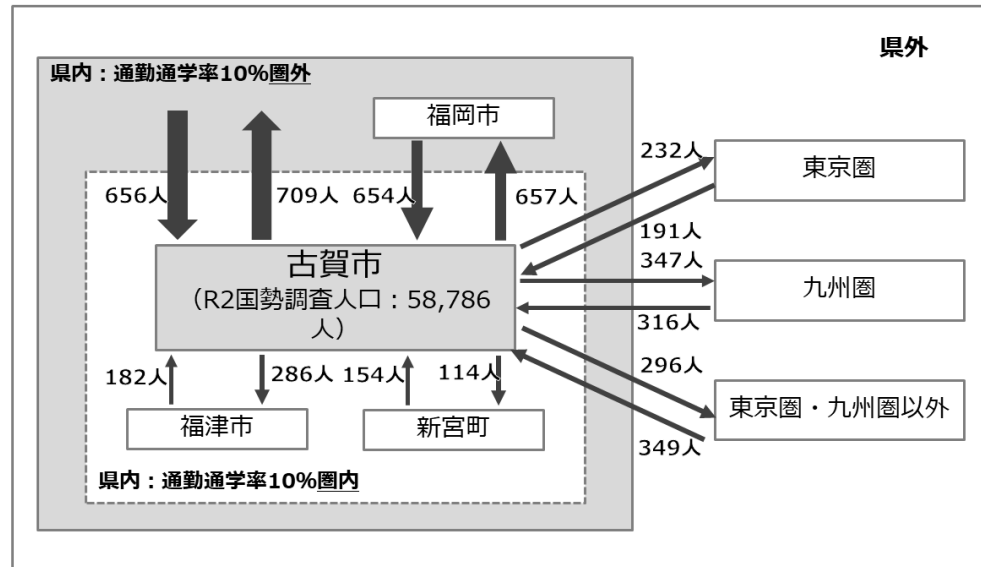 県外
県内：通勤通学率10%圏外
福岡市
232人
東京圏
656人
709人
654人
657人
191人
古賀市
347人
九州圏
（R2国勢調査人口：58,786
人）
316人
182人
286人
154人
114人
296人
福津市
新宮町
東京圏・九州圏以外
349人
県内：通勤通学率10%圏内